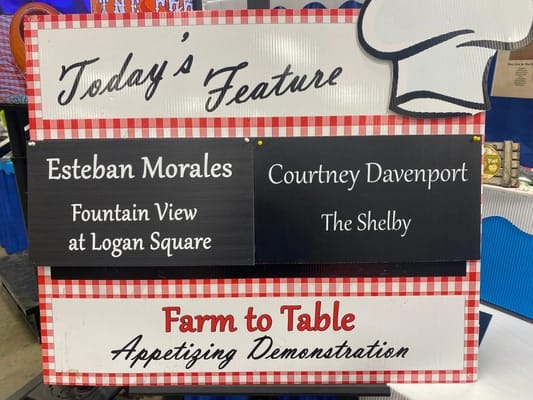 Today's Feature
Esteban Morales
Fountain View
at Logan Square
Courtney Davenport
The Shelby
Farm to Table
Appetizing Demonstration